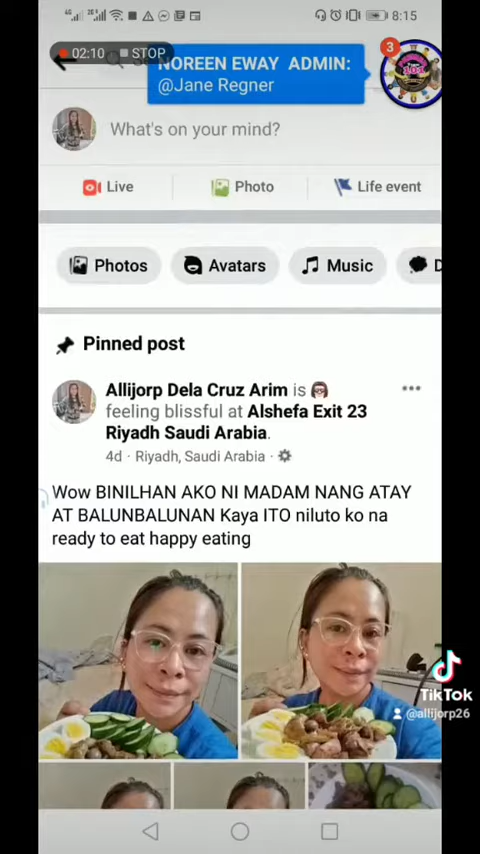 4G 2G 8:15
02:10 STOP
NOREEN EWAY ADMIN:
@Jane Regner
3
What's on your mind?
Live Photo Life event
Photos Avatars Music D
Pinned post
Allijorp Dela Cruz Arim is
feeling blissful at Alshefa Exit 23
Riyadh Saudi Arabia.
4d · Riyadh, Saudi Arabia ·
Wow BINILHAN AKO NI MADAM NANG ATAY
AT BALUNBALUNAN Kaya ITO niluto ko na
ready to eat happy eating
TikTok
@allijorp26